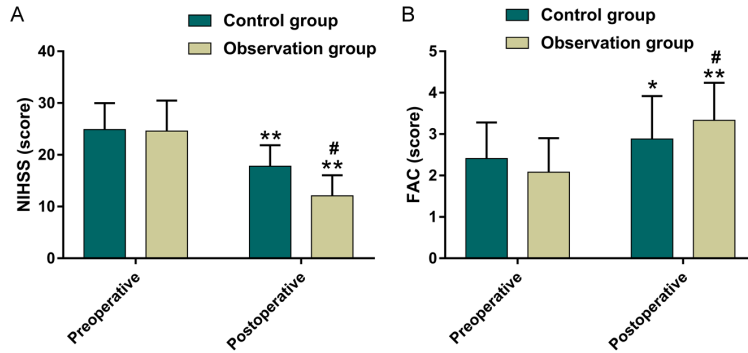 A
Control group
Observation group
NIHSS (score)
40
30
20
10
0
**
#
**
Preoperative
Postoperative
B
Control group
Observation group
FAC (score)
5
4
3
2
1
0
*
#
**
Preoperative
Postoperative